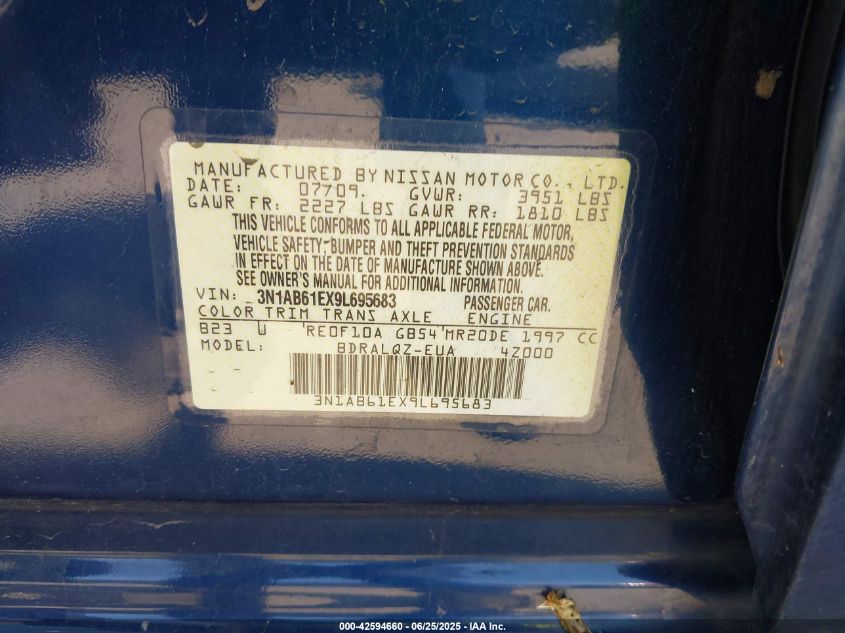 MANUFACTURED BY NISSAN MOTOR CO., LTD.
DATE: 07/09. GVWR: 3951 LBS
GAWR FR: 2227 LBS GAWR RR: 1810 LBS
THIS VEHICLE CONFORMS TO ALL APPLICABLE FEDERAL MOTOR,
VEHICLE SAFETY, BUMPER AND THEFT PREVENTION STANDARDS
IN EFFECT ON THE DATE OF MANUFACTURE SHOWN ABOVE.
SEE OWNER'S MANUAL FOR ADDITIONAL INFORMATION.
VIN: 3N1AB61EX9L695683 PASSENGER CAR.
COLOR TRIM TRANS AXLE ENGINE
B23 W RE0F10A GB54 MR20DE 1997 CC
MODEL: BDRALQZ-EUA 4Z000
3N1AB61EX9L695683
000-42594660 - 06/25/2025 - IAA Inc.